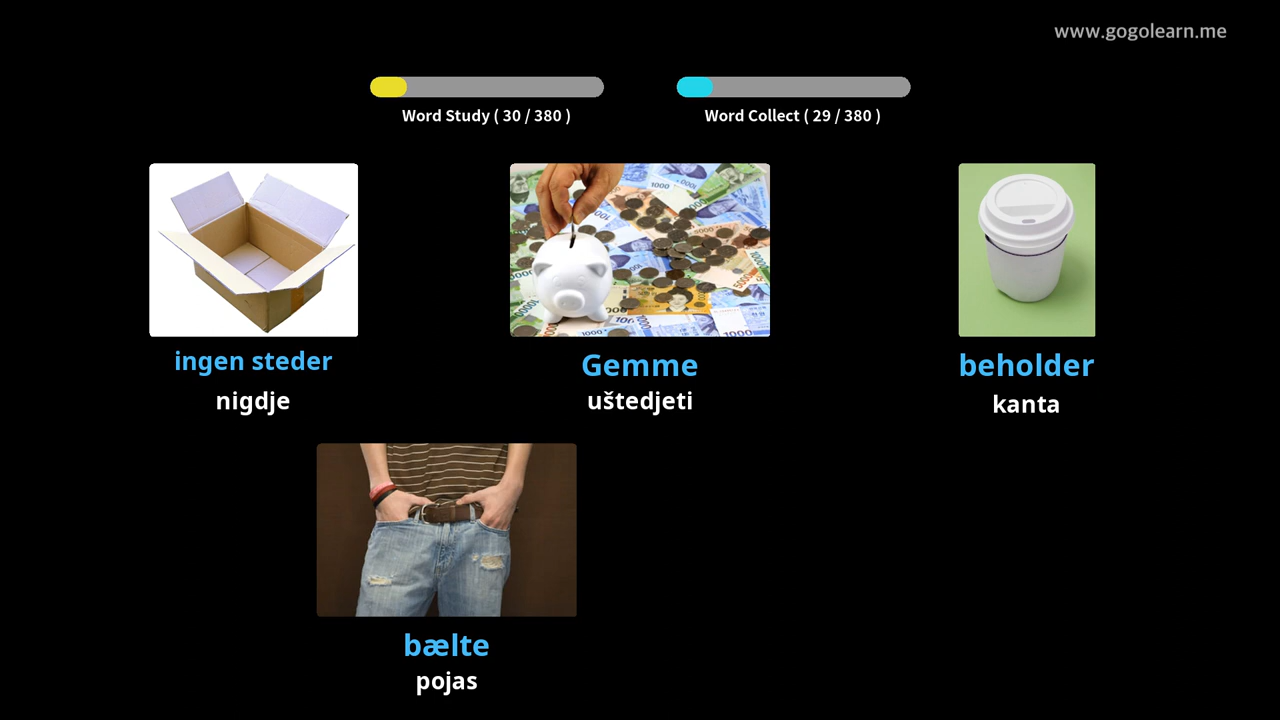 www.gogolearn.me
Word Study ( 30 / 380 )
Word Collect ( 29 / 380 )
ingen steder
nigdje
Gemme
uštedjeti
beholder
kanta
bælte
pojas